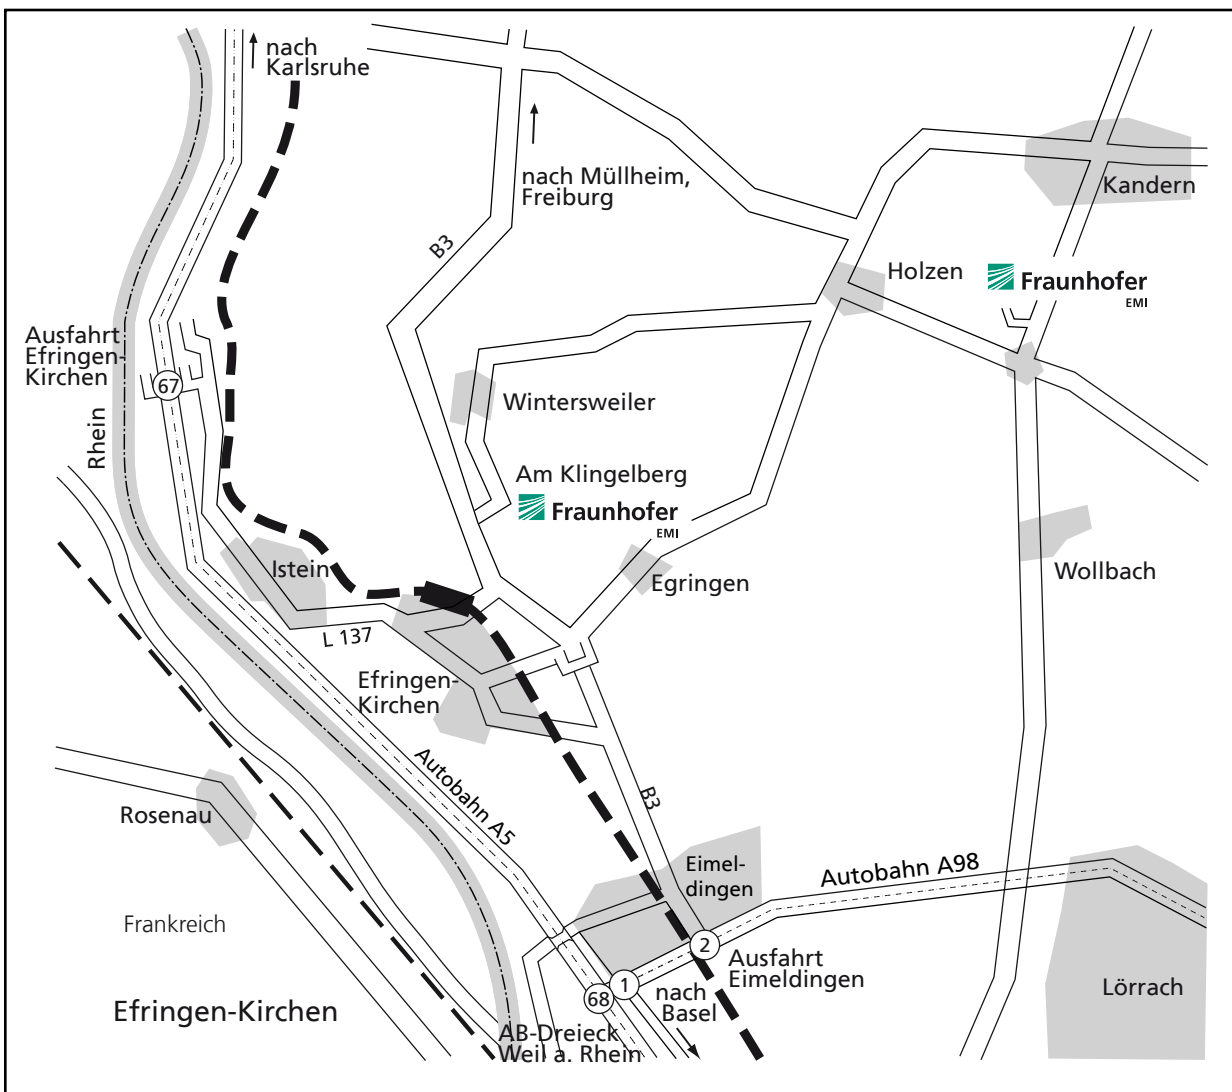 nach
Karlsruhe
nach Müllheim,
Freiburg
Kandern
B3
Holzen
Fraunhofer
EMI
Ausfahrt
Efringen-
Kirchen
67
Rhein
Wintersweiler
Am Klingelberg
Fraunhofer
EMI
Istein
Egringen
Wollbach
L 137
Efringen-
Kirchen
Autobahn A5
B3
Rosenau
Eimel-
dingen
Autobahn A98
Frankreich
2
Ausfahrt
Eimeldingen
1
68
nach
Basel
Lörrach
Efringen-Kirchen
AB-Dreieck
Weil a. Rhein